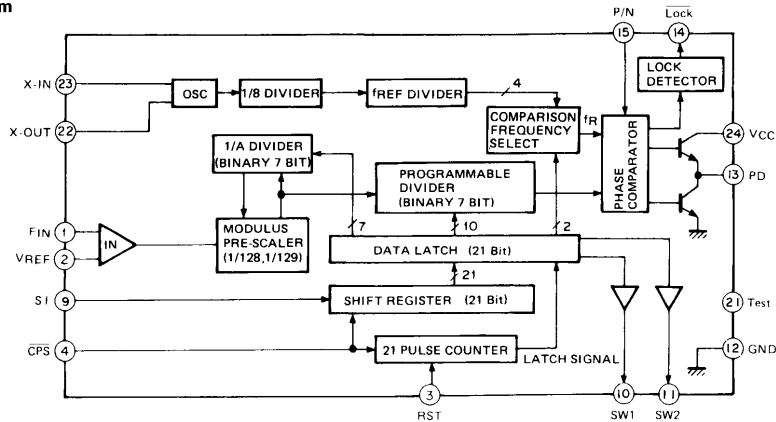 m
P/N
Lock
15
14
X-IN
23
OSC
1/8 DIVIDER
fREF DIVIDER
4
LOCK
DETECTOR
X-OUT
22
COMPARISON
FREQUENCY
SELECT
fR
PHASE
COMPARATOR
24
VCC
1/A DIVIDER
(BINARY 7 BIT)
PROGRAMMABLE
DIVIDER
(BINARY 7 BIT)
13
PD
FIN
1
IN
VREF
2
MODULUS
PRE-SCALER
(1/128,1/129)
7
10
2
DATA LATCH (21 Bit)
21
SI
9
SHIFT REGISTER (21 Bit)
21
Test
CPS
4
21 PULSE COUNTER
LATCH SIGNAL
12
GND
3
10
11
RST
SW1
SW2